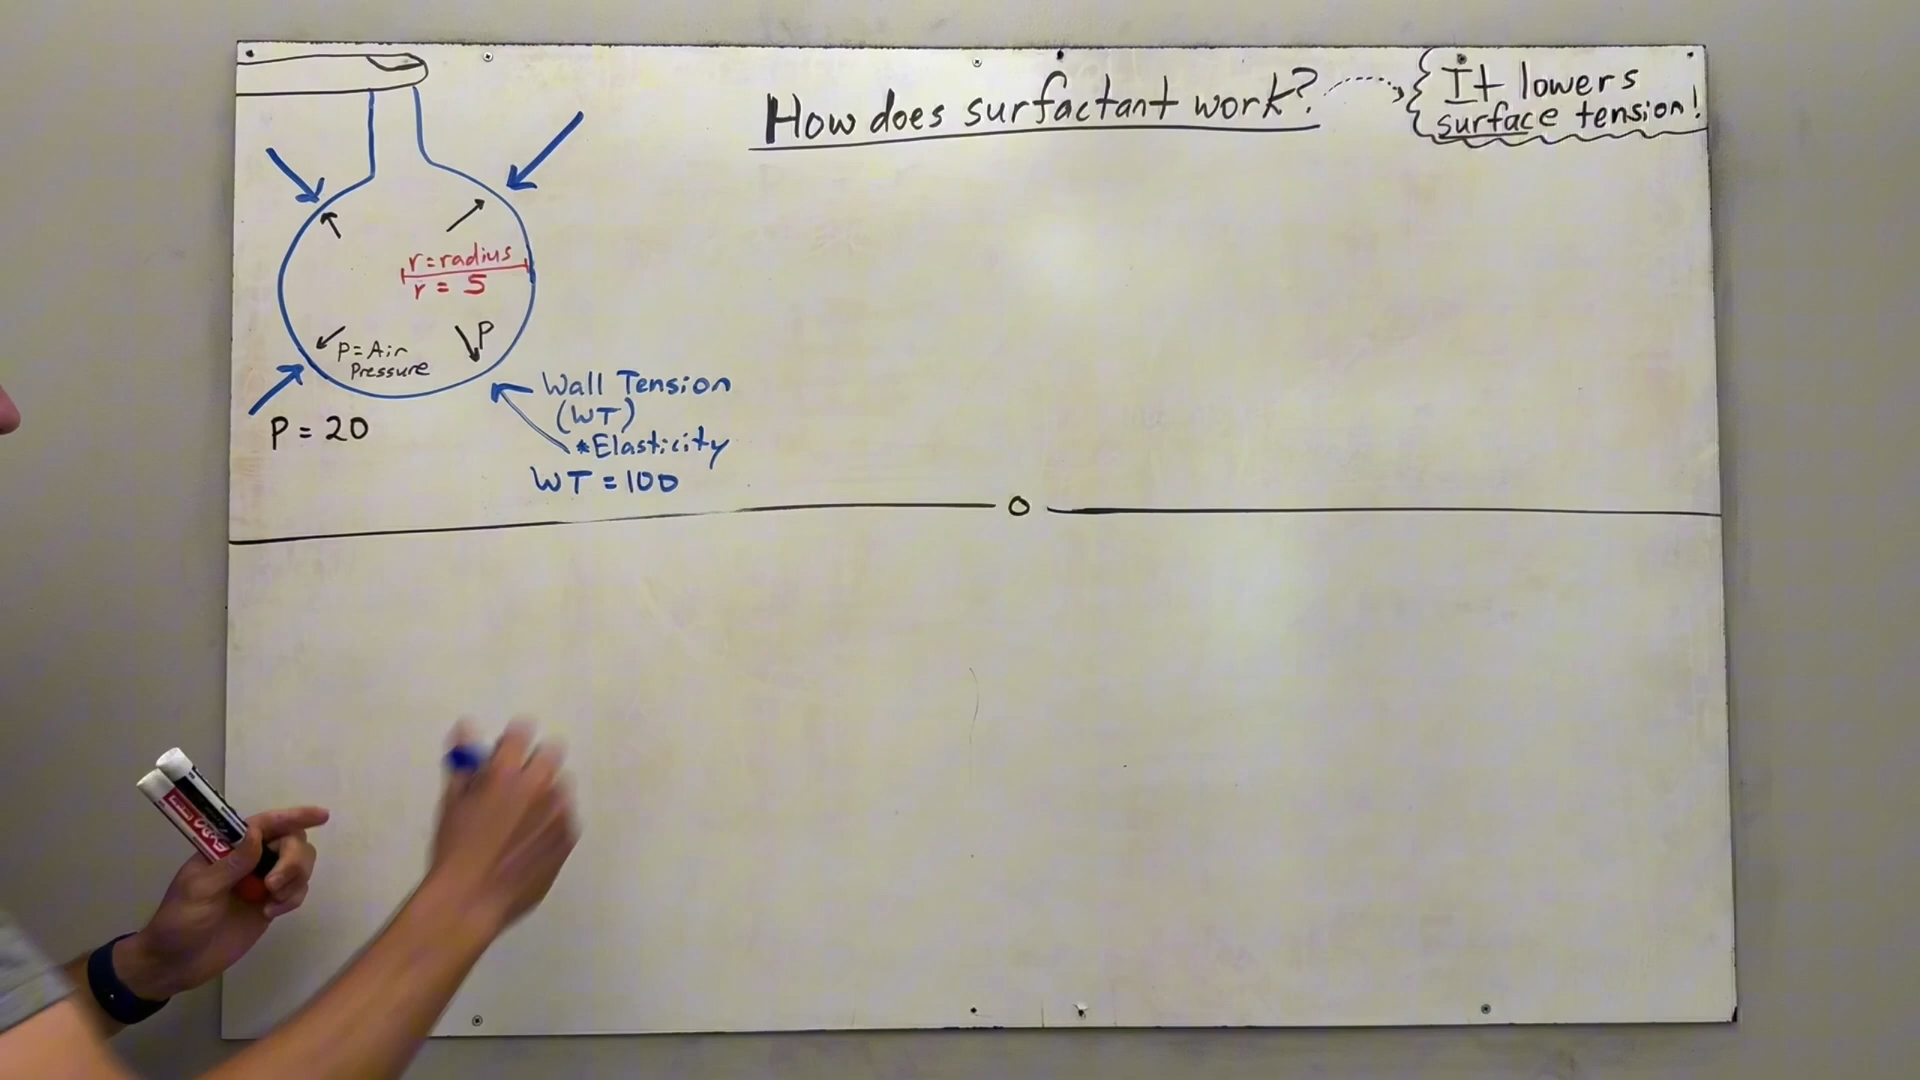 How does surfactant work?
It lowers
surface tension!
r=radius
r = 5
P
P=Air
Pressure
P = 20
Wall Tension
(WT)
*Elasticity
WT = 100
EXPO